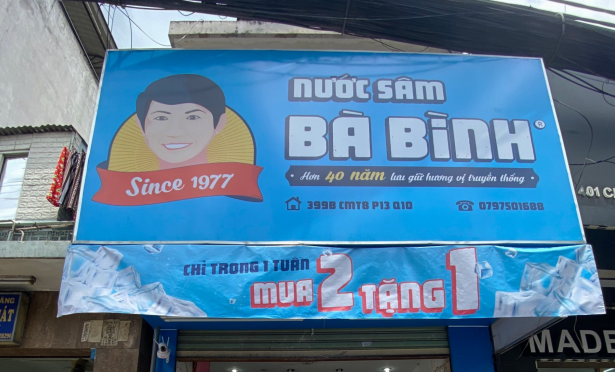 NƯỚC SÂM
BÀ BÌNH
®
Since 1977
Hơn 40 năm lưu giữ hương vị truyền thống
399B CMT8 P13 Q10
0797501688
CHỈ TRONG 1 TUẦN
MUA 2 TẶNG 1
MADE